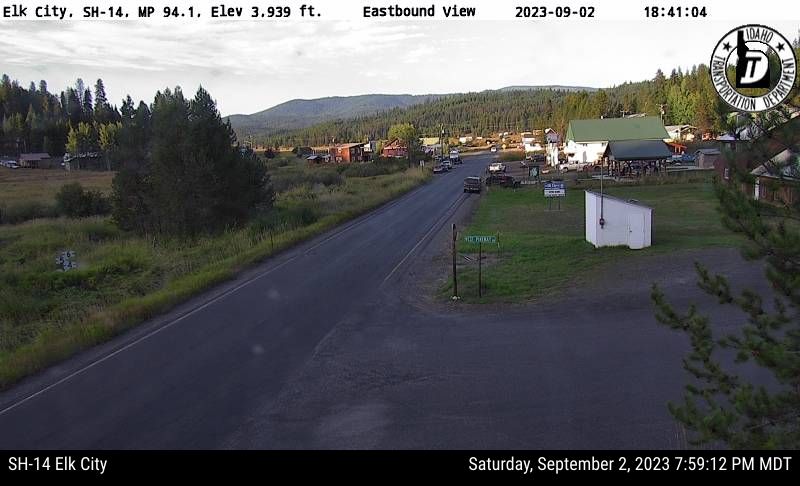 Elk City, SH-14, MP 94.1, Elev 3,939 ft. Eastbound View 2023-09-02 18:41:04
IDAHO
TRANSPORTATION DEPARTMENT
SH-14 Elk City Saturday, September 2, 2023 7:59:12 PM MDT